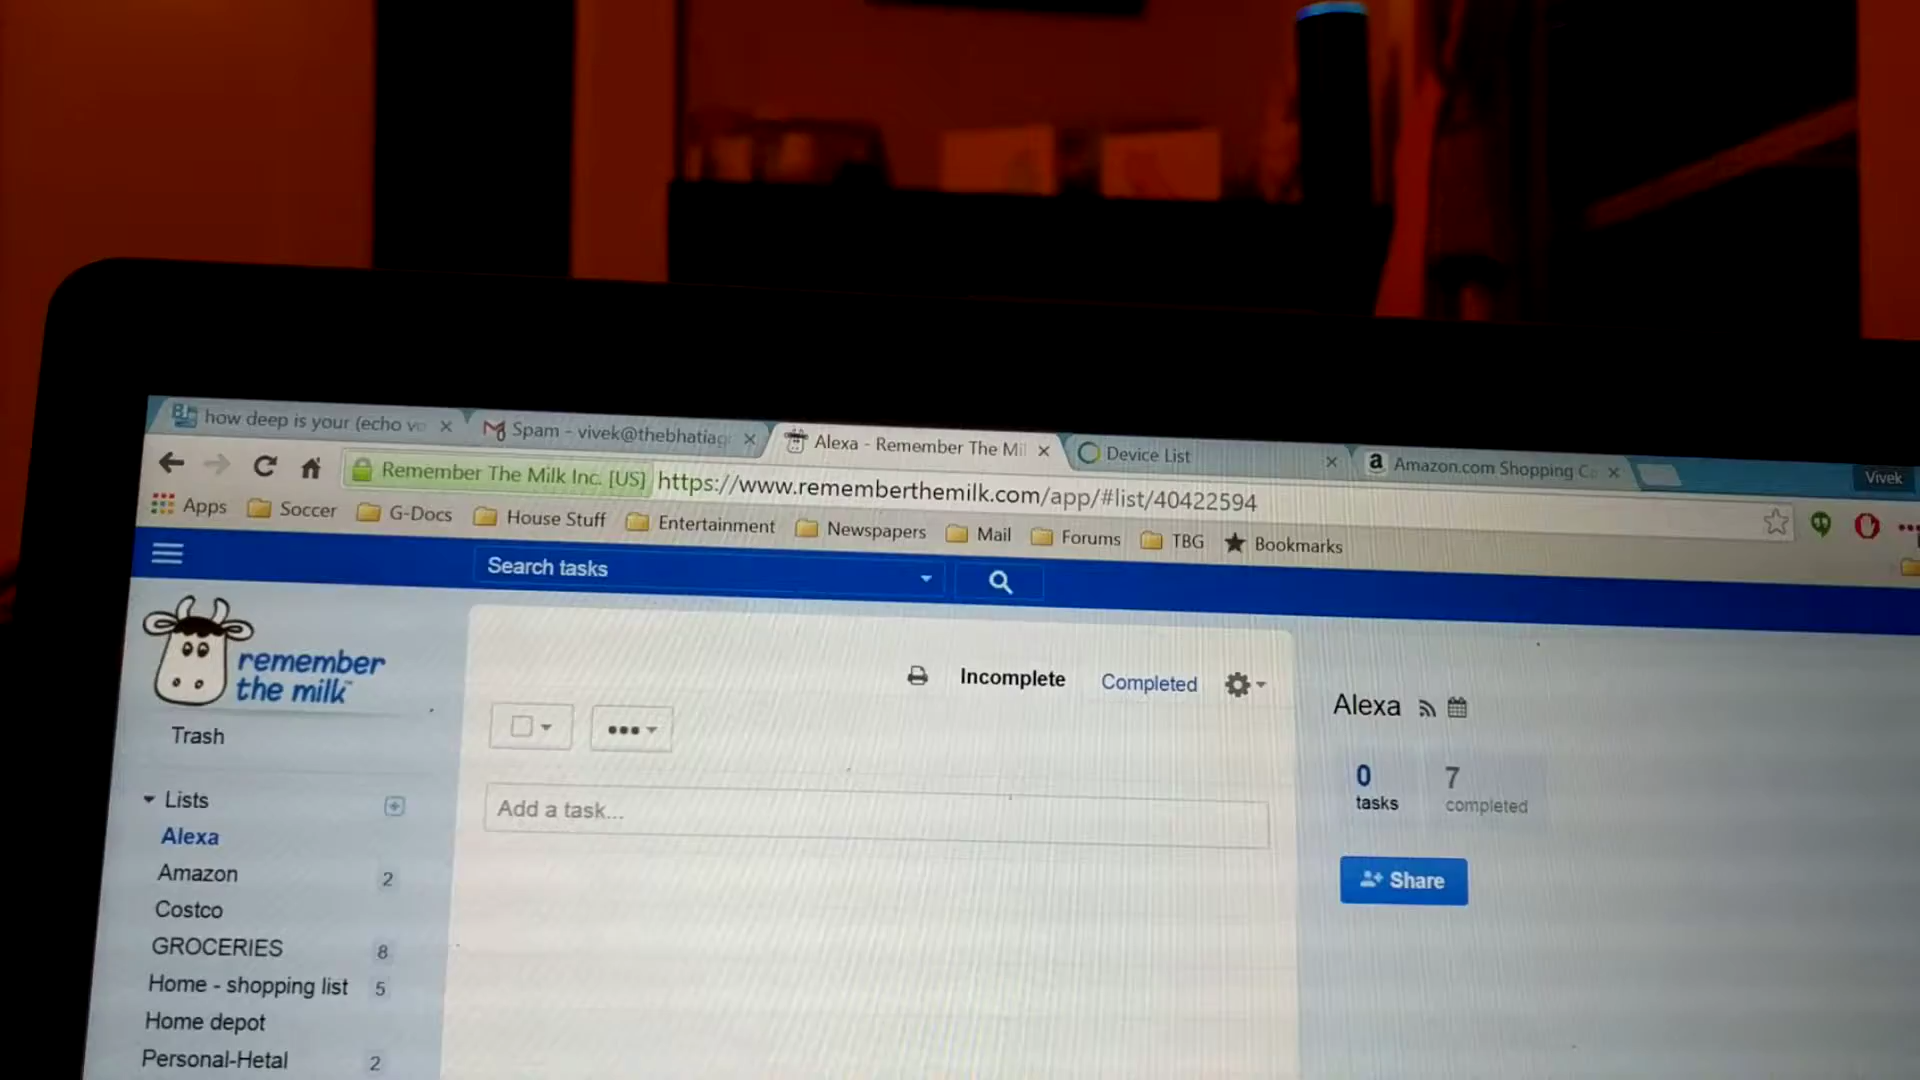 how deep is your (echo vo
Spam - vivek@thebhatiag
Alexa - Remember The Mil
Device List
Amazon.com Shopping Ca
Vivek
Remember The Milk Inc. [US] https://www.rememberthemilk.com/app/#list/40422594
Apps Soccer G-Docs House Stuff Entertainment Newspapers Mail Forums TBG Bookmarks
Search tasks
remember
the milk
Incomplete Completed
Trash
Alexa
0 tasks
7 completed
Add a task...
Share
Lists
Alexa
Amazon 2
Costco
GROCERIES 8
Home - shopping list 5
Home depot
Personal-Hetal 2